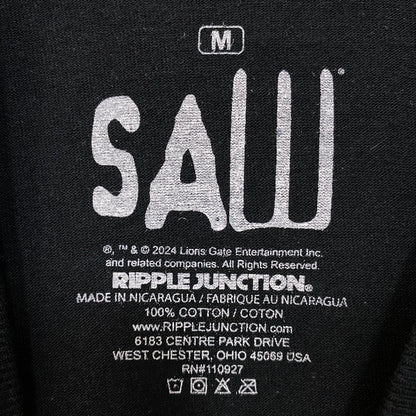 M
SAW®
®, ™ & © 2024 Lions Gate Entertainment Inc.
and related companies. All Rights Reserved.
RIPPLE JUNCTION®
MADE IN NICARAGUA / FABRIQUE AU NICARAGUA
100% COTTON / COTON
www.RIPPLEJUNCTION.com
6183 CENTRE PARK DRIVE
WEST CHESTER, OHIO 45069 USA
RN#110927